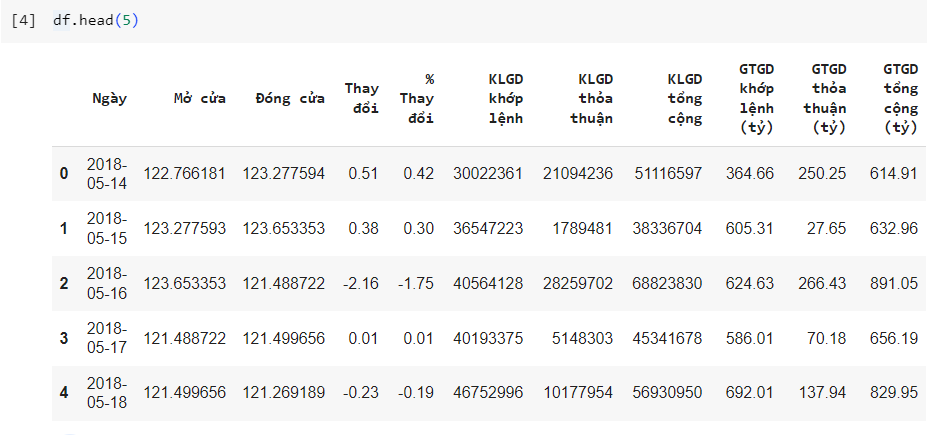 [4] df.head(5)
Ngày Mở cửa Đóng cửa Thay đổi % Thay đổi KLGD khớp lệnh KLGD thỏa thuận KLGD tổng cộng GTGD khớp lệnh (tỷ) GTGD thỏa thuận (tỷ) GTGD tổng cộng (tỷ)
0 2018-05-14 122.766181 123.277594 0.51 0.42 30022361 21094236 51116597 364.66 250.25 614.91
1 2018-05-15 123.277593 123.653353 0.38 0.30 36547223 1789481 38336704 605.31 27.65 632.96
2 2018-05-16 123.653353 121.488722 -2.16 -1.75 40564128 28259702 68823830 624.63 266.43 891.05
3 2018-05-17 121.488722 121.499656 0.01 0.01 40193375 5148303 45341678 586.01 70.18 656.19
4 2018-05-18 121.499656 121.269189 -0.23 -0.19 46752996 10177954 56930950 692.01 137.94 829.95